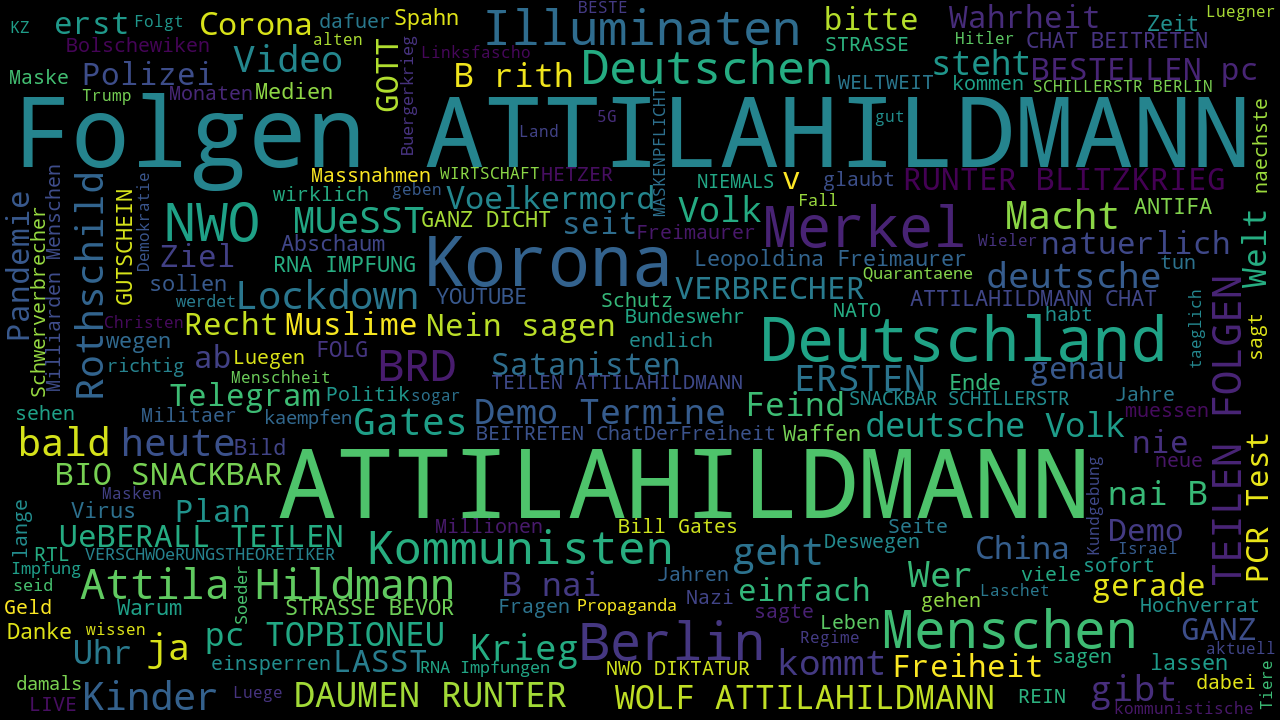 KZ
erst
Folgt
Corona
dafuer
alten
Spahn
BESTE
Illuminaten
bitte
STRASSE
Wahrheit
Hitler
CHAT BEITRETEN
Zeit
Luegner
Bolschewiken
Linksfascho
Maske
Polizei
Video
GOTT
Buergerkrieg
B rith
Deutschen
WELTWEIT
steht
kommen
BESTELLEN pc
SCHILLERSTR BERLIN
Trump
Monaten
Medien
Folgen
ATTILAHILDMANN
Land
5G
MASKENPFLICHT
gut
naechste
Massnahmen
WIRTSCHAFT
HETZER
NIEMALS
v
glaubt
RUNTER BLITZKRIEG
Pandemie
Milliarden Menschen
Rothschild
Demokratie
wirklich
geben
Voelkermord
Fall
GUTSCHEIN
NWO
MUeSST
GANZ DICHT
seit
Volk
Merkel
Macht
ANTIFA
Schwerverbrecher
Freimaurer
Wieler
natuerlich
Welt
Ziel
Abschaum
Korona
Leopoldina Freimaurer
tun
RNA IMPFUNG
Quarantaene
deutsche
sollen
werdet
Lockdown
YOUTUBE
Schutz
VERBRECHER
ATTILAHILDMANN CHAT
FOLGEN
Christen
Recht
Muslime
Nein sagen
Bundeswehr
NATO
habt
taeglich
sagt
wegen
endlich
Deutschland
richtig
ab
Luegen
FOLG
BRD
Satanisten
genau
Menschheit
TEILEN ATTILAHILDMANN
ERSTEN
Ende
Telegram
Politik
sogar
SNACKBAR SCHILLERSTR
Jahre
sehen
Militaer
kaempfen
Gates
Demo Termine
Feind
deutsche Volk
muessen
bald
heute
Bild
BEITRETEN ChatDerFreiheit
Waffen
nie
neue
TEILEN
PCR Test
BIO SNACKBAR
ATTILAHILDMANN
Kundgebung
Masken
nai B
lange
Virus
Plan
Millionen
Bill Gates
Seite
Demo
UeBERALL TEILEN
Deswegen
RTL
VERSCHWOeRUNGSTHEORETIKER
Kommunisten
geht
China
Israel
Impfung
sofort
seid
Attila Hildmann
B nai
Jahren
Wer
viele
gerade
einfach
Laschet
Geld
Warum
Soeder
STRASSE BEVOR
Fragen
Propaganda
Nazi
sagte
gehen
Hochverrat
Danke
wissen
pc
TOPBIONEU
Krieg
Berlin
Leben
Regime
Menschen
GANZ
Uhr
ja
einsperren
LASST
RNA Impfungen
NWO DIKTATUR
kommt
Freiheit
sagen
lassen
aktuell
damals
LIVE
Kinder
Luege
DAUMEN RUNTER
WOLF ATTILAHILDMANN
REIN
gibt
dabei
kommunistische
Tiere